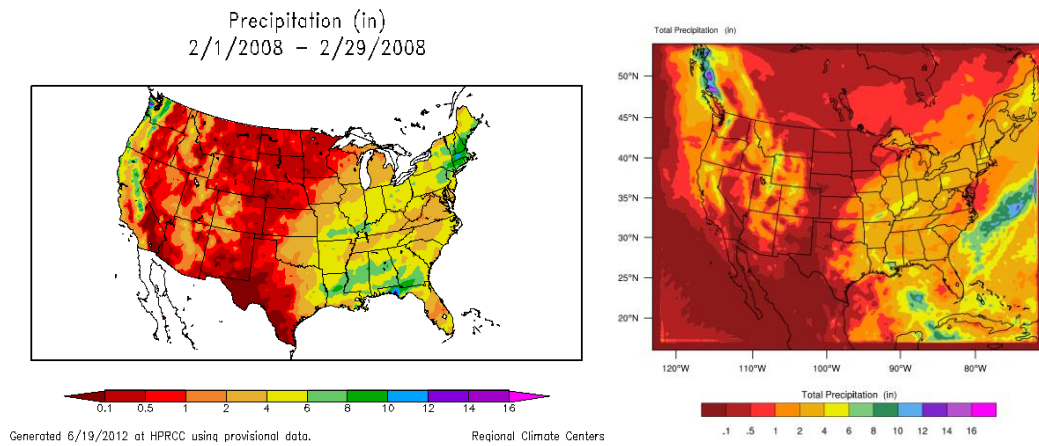 Precipitation (in)
2/1/2008 – 2/29/2008
0.1 0.5 1 2 4 6 8 10 12 14 16
Generated 6/19/2012 at HPRCC using provisional data.
Regional Climate Centers
Total Precipitation (in)
50°N
45°N
40°N
35°N
30°N
25°N
20°N
120°W 110°W 100°W 90°W 80°W
Total Precipitation (in)
.1 .5 1 2 4 6 8 10 12 14 16